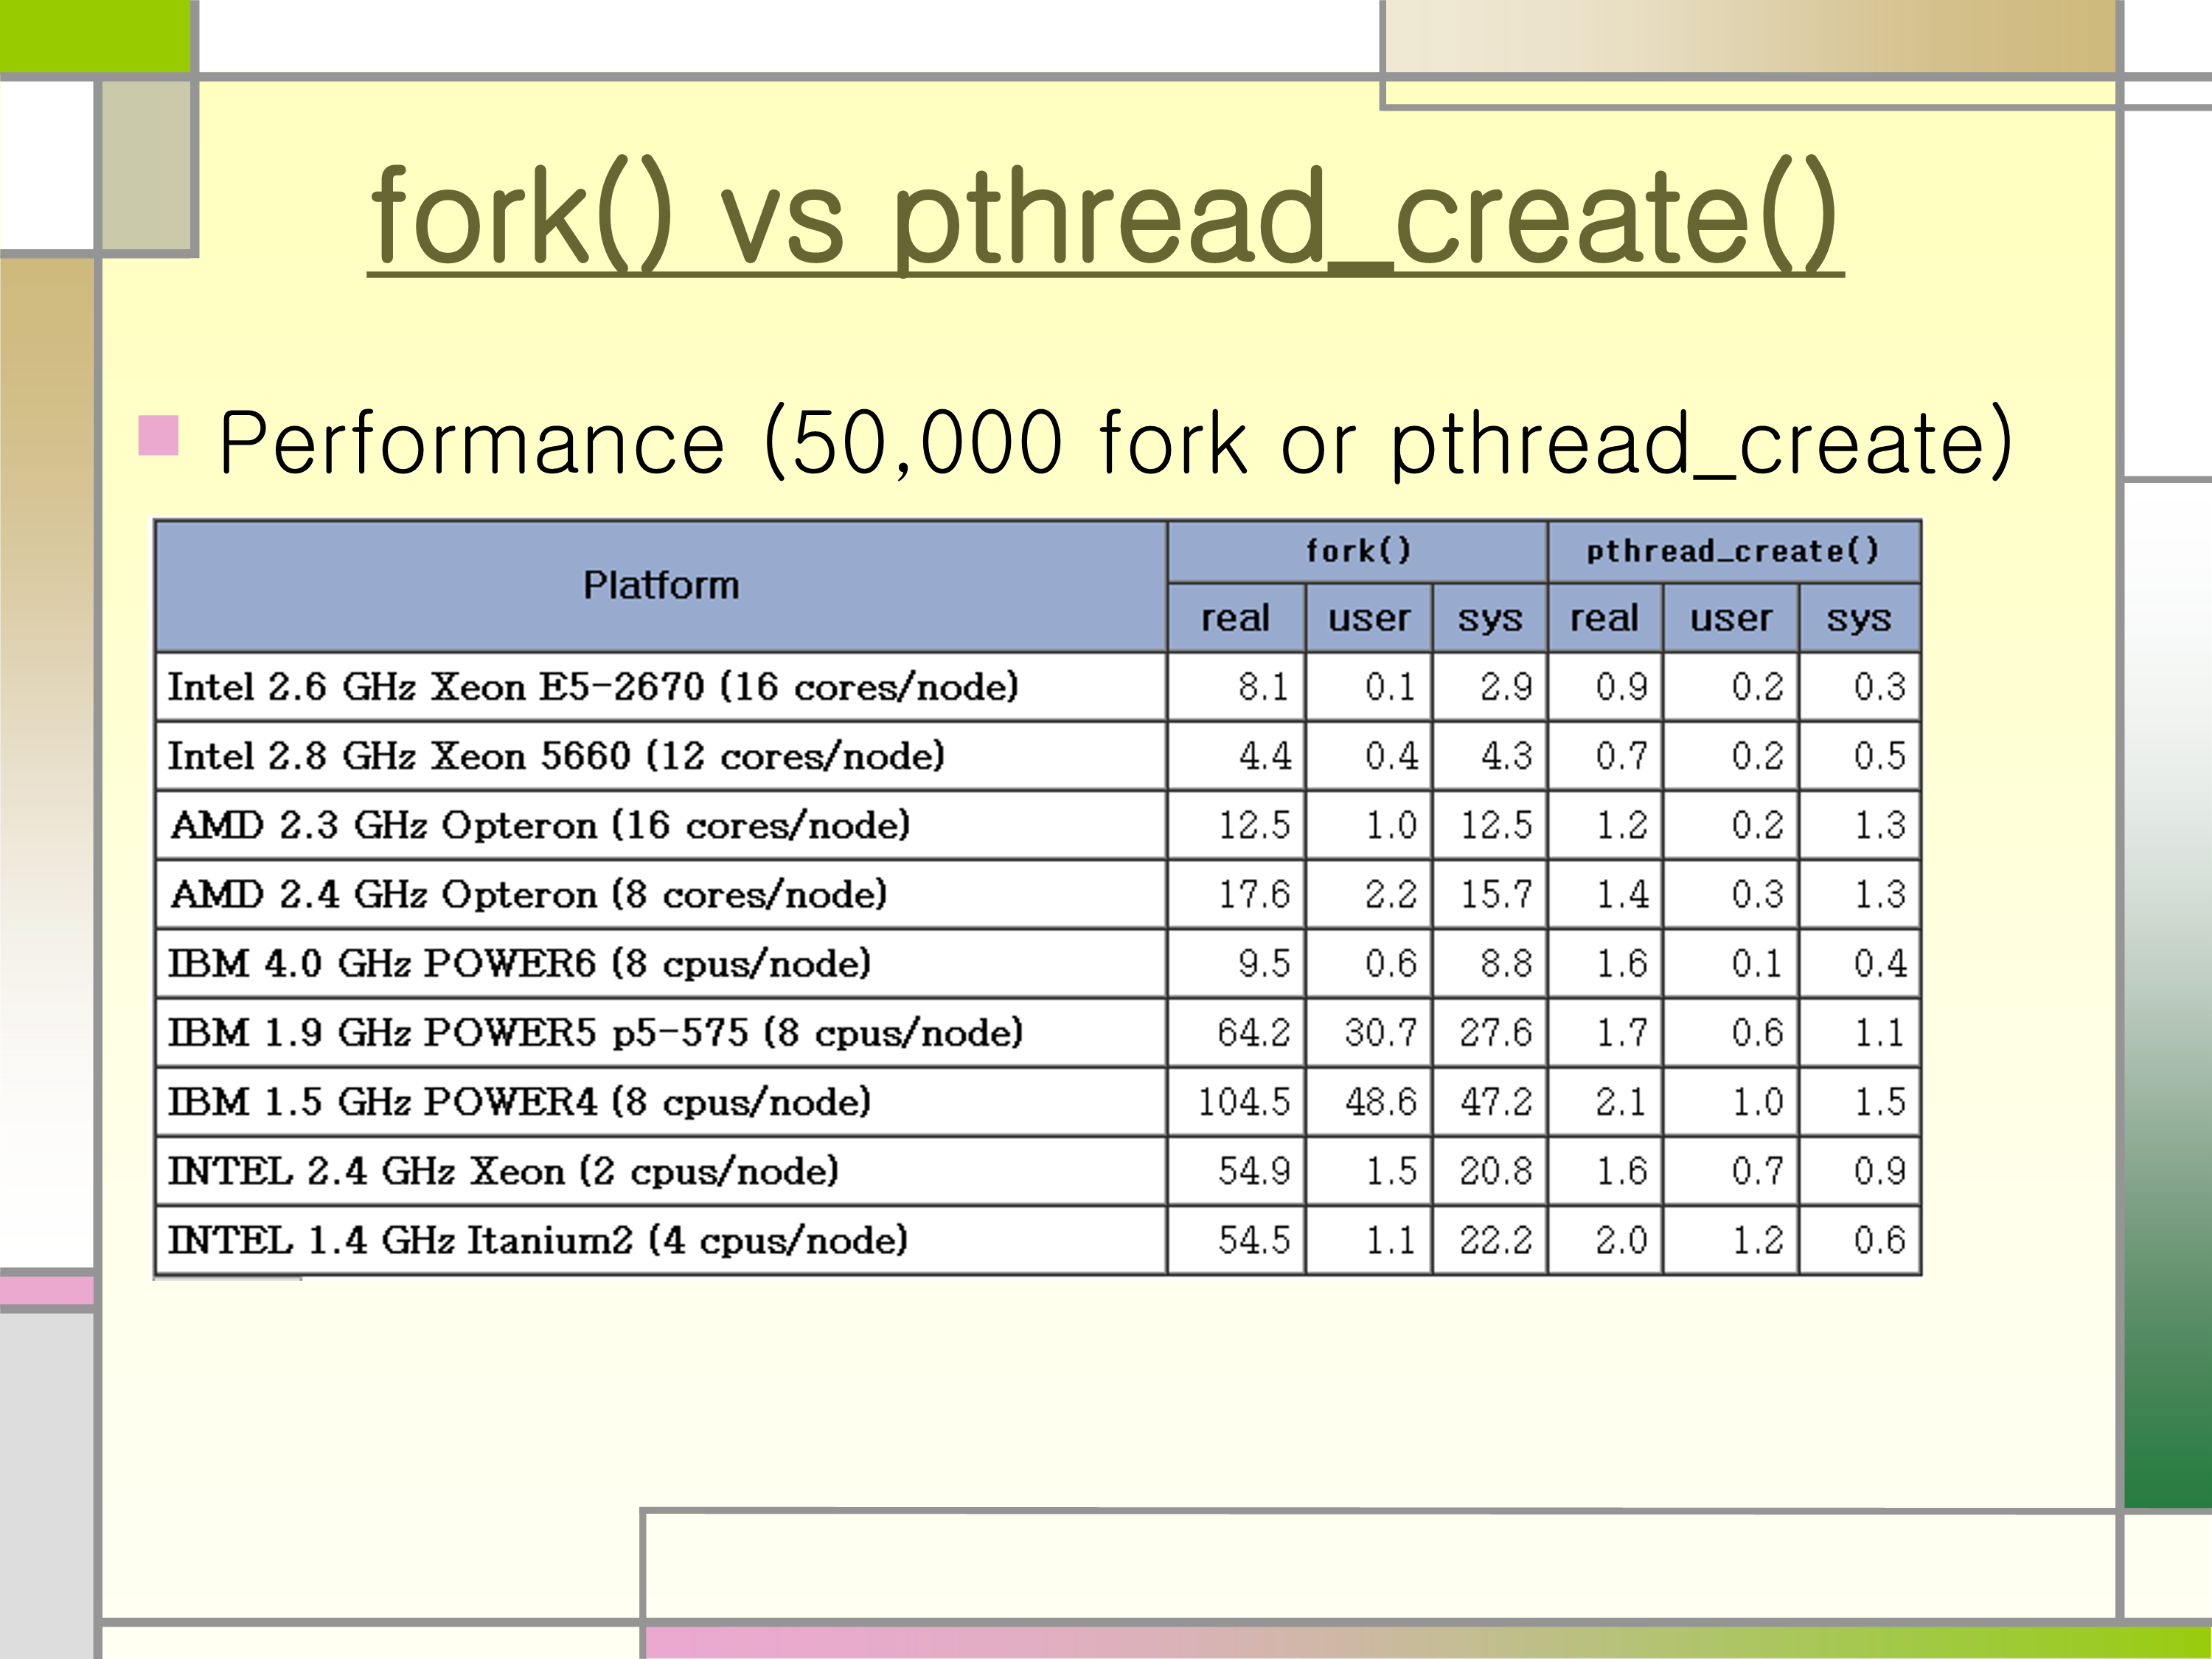 fork() vs pthread_create()
Performance (50,000 fork or pthread_create)
Platform fork() pthread_create()
real user sys real user sys
Intel 2.6 GHz Xeon E5-2670 (16 cores/node) 8.1 0.1 2.9 0.9 0.2 0.3
Intel 2.8 GHz Xeon 5660 (12 cores/node) 4.4 0.4 4.3 0.7 0.2 0.5
AMD 2.3 GHz Opteron (16 cores/node) 12.5 1.0 12.5 1.2 0.2 1.3
AMD 2.4 GHz Opteron (8 cores/node) 17.6 2.2 15.7 1.4 0.3 1.3
IBM 4.0 GHz POWER6 (8 cpus/node) 9.5 0.6 8.8 1.6 0.1 0.4
IBM 1.9 GHz POWER5 p5-575 (8 cpus/node) 64.2 30.7 27.6 1.7 0.6 1.1
IBM 1.5 GHz POWER4 (8 cpus/node) 104.5 48.6 47.2 2.1 1.0 1.5
INTEL 2.4 GHz Xeon (2 cpus/node) 54.9 1.5 20.8 1.6 0.7 0.9
INTEL 1.4 GHz Itanium2 (4 cpus/node) 54.5 1.1 22.2 2.0 1.2 0.6